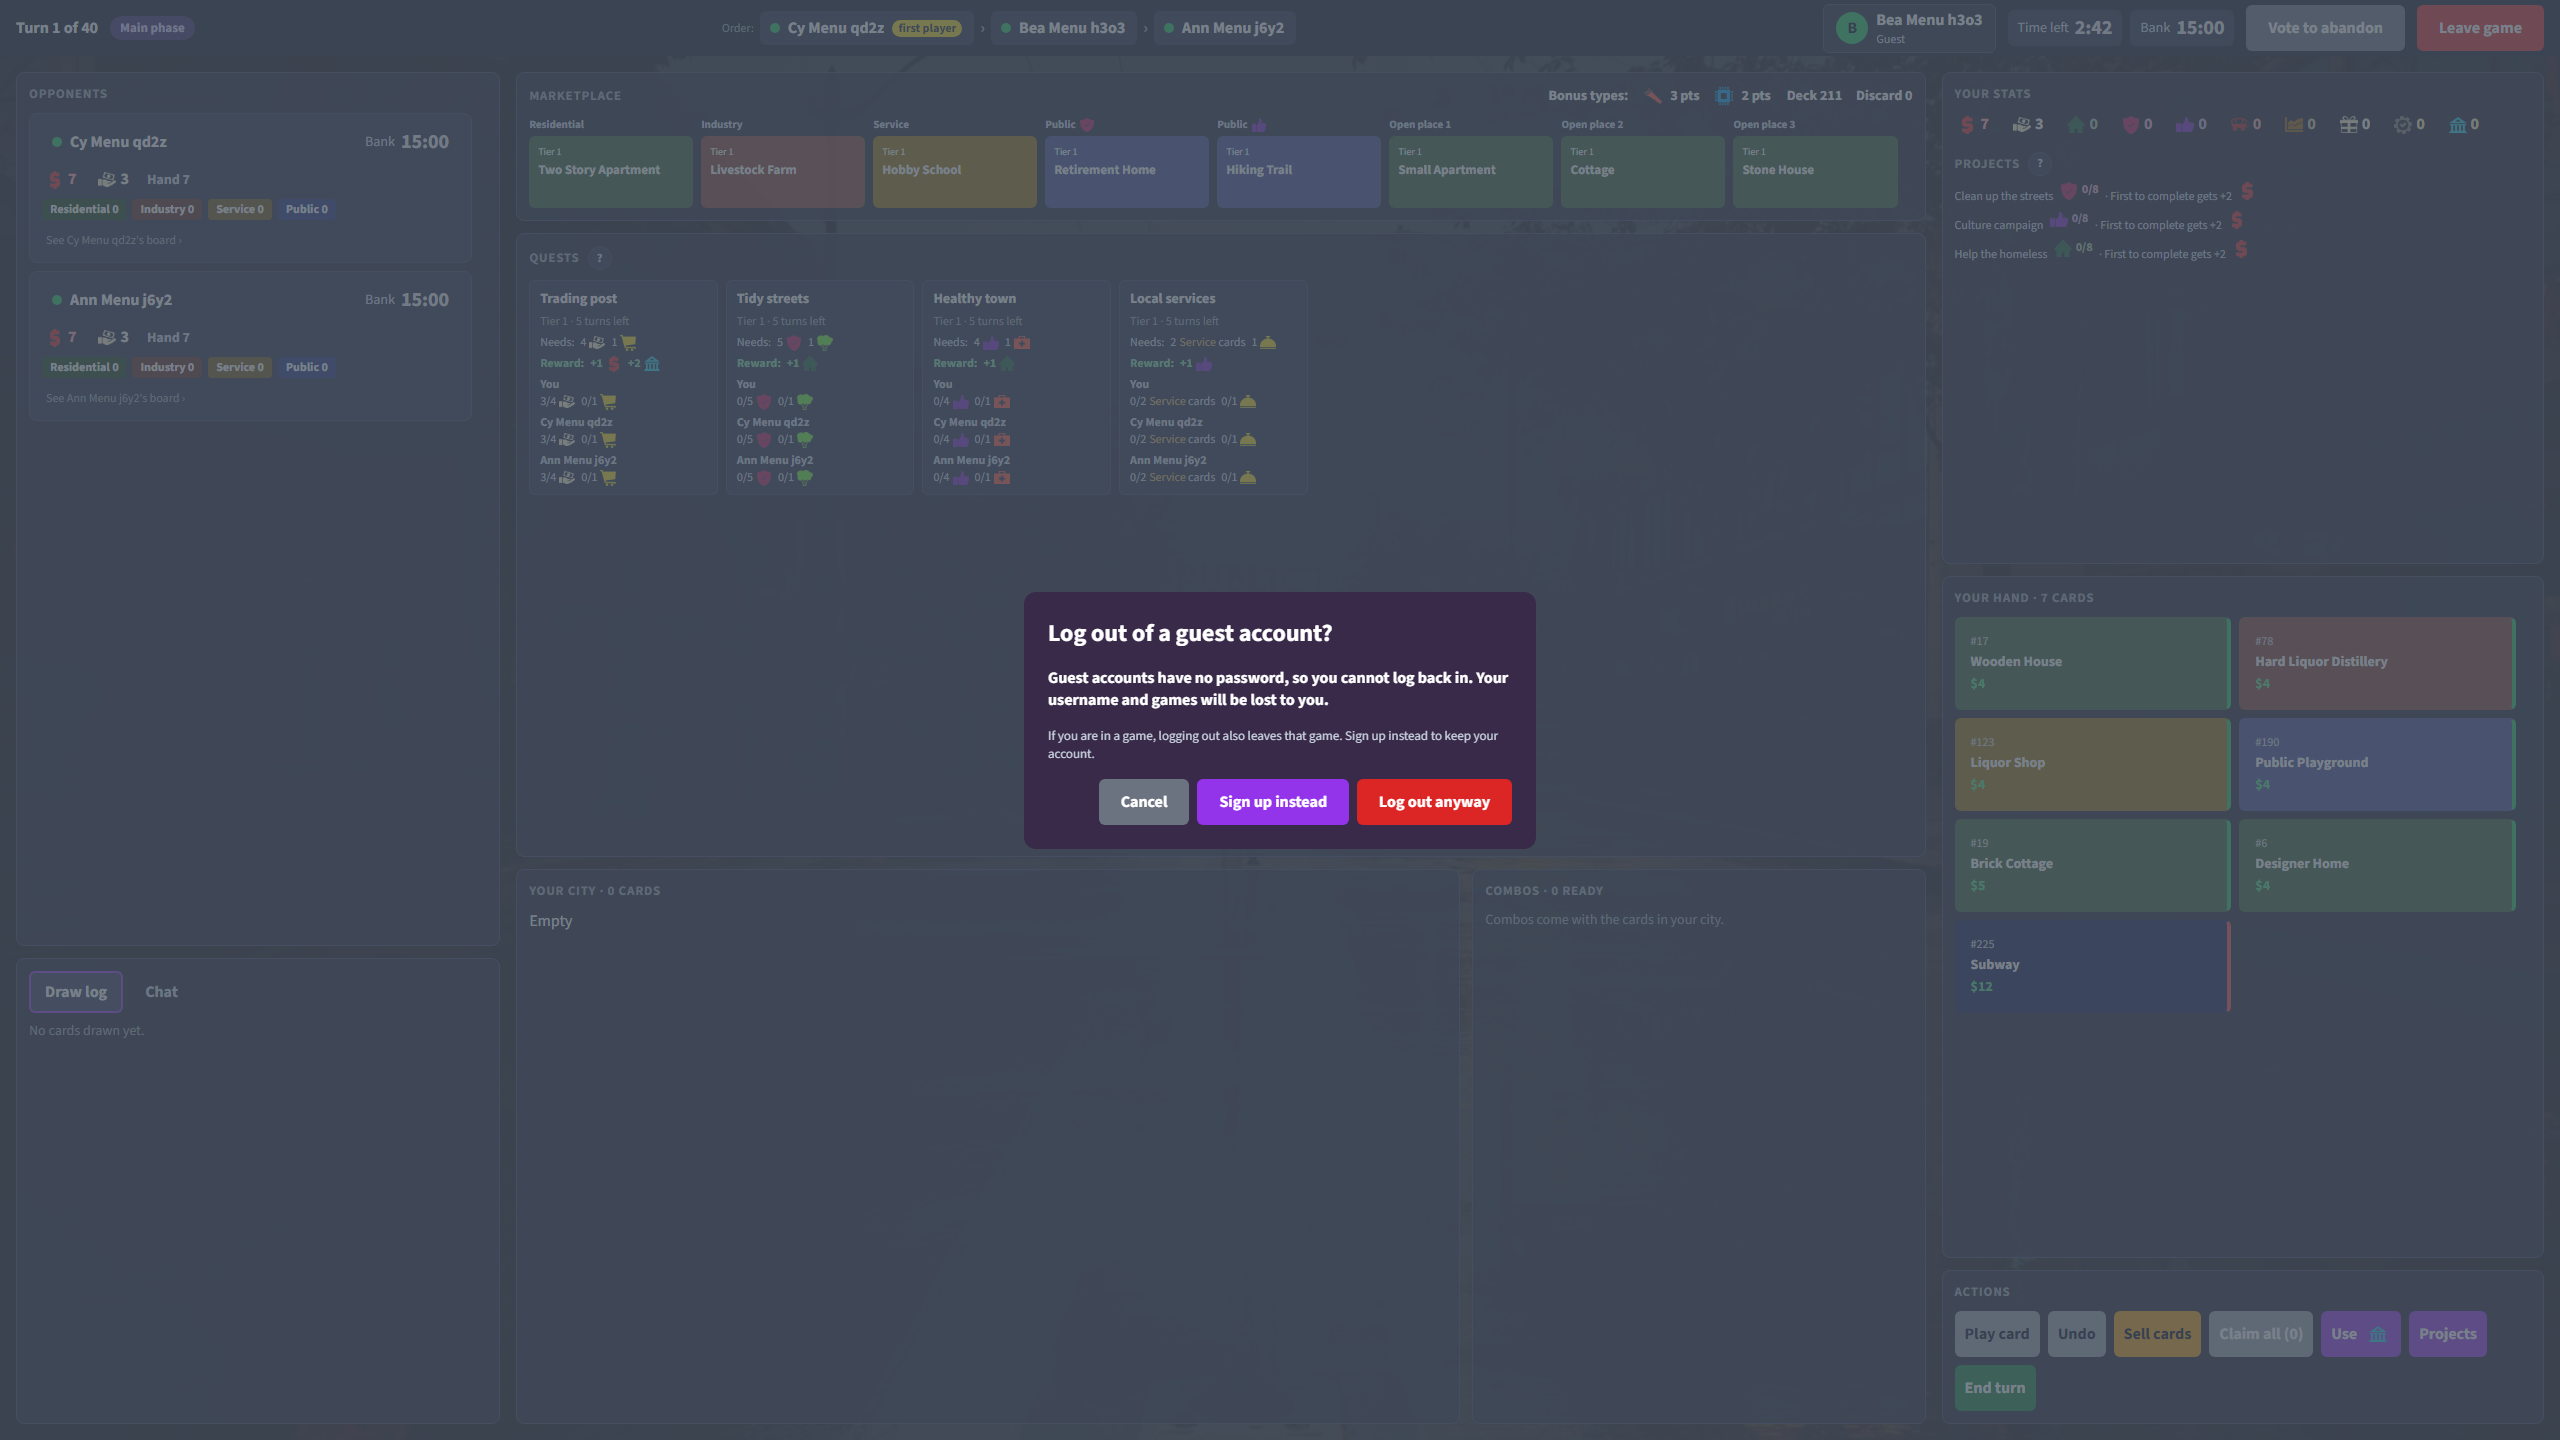 Turn 1 of 40 Main phase
Order: Cy Menu qd2z first player › Bea Menu h3o3 › Ann Menu j6y2
B Bea Menu h3o3
Guest
Time left 2:42
Bank 15:00
Vote to abandon
Leave game
OPPONENTS
Cy Menu qd2z Bank 15:00
7 3 Hand 7
Residential 0 Industry 0 Service 0 Public 0
See Cy Menu qd2z's board ›
Ann Menu j6y2 Bank 15:00
7 3 Hand 7
Residential 0 Industry 0 Service 0 Public 0
See Ann Menu j6y2's board ›
Draw log Chat
No cards drawn yet.
MARKETPLACE
Bonus types: 3 pts 2 pts Deck 211 Discard 0
Residential Industry Service Public Public Open place 1 Open place 2 Open place 3
Tier 1
Two Story Apartment
Tier 1
Livestock Farm
Tier 1
Hobby School
Tier 1
Retirement Home
Tier 1
Hiking Trail
Tier 1
Small Apartment
Tier 1
Cottage
Tier 1
Stone House
QUESTS ?
Trading post
Tier 1 · 5 turns left
Needs: 4 1
Reward: +1 +2
You
3/4 0/1
Cy Menu qd2z
3/4 0/1
Ann Menu j6y2
3/4 0/1
Tidy streets
Tier 1 · 5 turns left
Needs: 5 1
Reward: +1
You
0/5 0/1
Cy Menu qd2z
0/5 0/1
Ann Menu j6y2
0/5 0/1
Healthy town
Tier 1 · 5 turns left
Needs: 4 1
Reward: +1
You
0/4 0/1
Cy Menu qd2z
0/4 0/1
Ann Menu j6y2
0/4 0/1
Local services
Tier 1 · 5 turns left
Needs: 2 Service cards 1
Reward: +1
You
0/2 Service cards 0/1
Cy Menu qd2z
0/2 Service cards 0/1
Ann Menu j6y2
0/2 Service cards 0/1
Log out of a guest account?
Guest accounts have no password, so you cannot log back in. Your
username and games will be lost to you.
If you are in a game, logging out also leaves that game. Sign up instead to keep your
account.
Cancel Sign up instead Log out anyway
YOUR CITY · 0 CARDS
Empty
COMBOS · 0 READY
Combos come with the cards in your city.
YOUR STATS
7 3 0 0 0 0 0 0 0 0
PROJECTS ?
Clean up the streets 0/8 · First to complete gets +2
Culture campaign 0/8 · First to complete gets +2
Help the homeless 0/8 · First to complete gets +2
YOUR HAND · 7 CARDS
#17
Wooden House
$4
#78
Hard Liquor Distillery
$4
#123
Liquor Shop
$4
#190
Public Playground
$4
#19
Brick Cottage
$5
#6
Designer Home
$4
#225
Subway
$12
ACTIONS
Play card Undo Sell cards Claim all (0) Use Projects
End turn